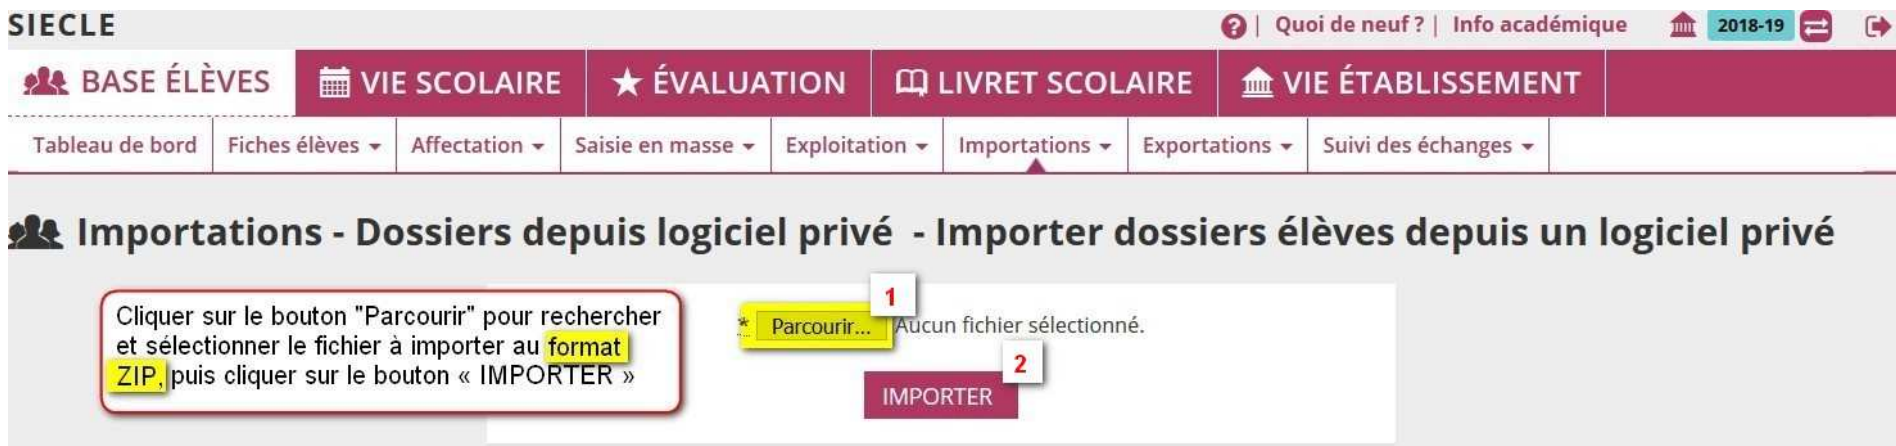 SIECLE
? | Quoi de neuf ? | Info académique 2018-19
BASE ÉLÈVES VIE SCOLAIRE ÉVALUATION LIVRET SCOLAIRE VIE ÉTABLISSEMENT
Tableau de bord Fiches élèves Affectation Saisie en masse Exploitation Importations Exportations Suivi des échanges
Importations - Dossiers depuis logiciel privé - Importer dossiers élèves depuis un logiciel privé
Cliquer sur le bouton "Parcourir" pour rechercher
et sélectionner le fichier à importer au format
ZIP, puis cliquer sur le bouton « IMPORTER »
1
* Parcourir... Aucun fichier sélectionné.
2
IMPORTER